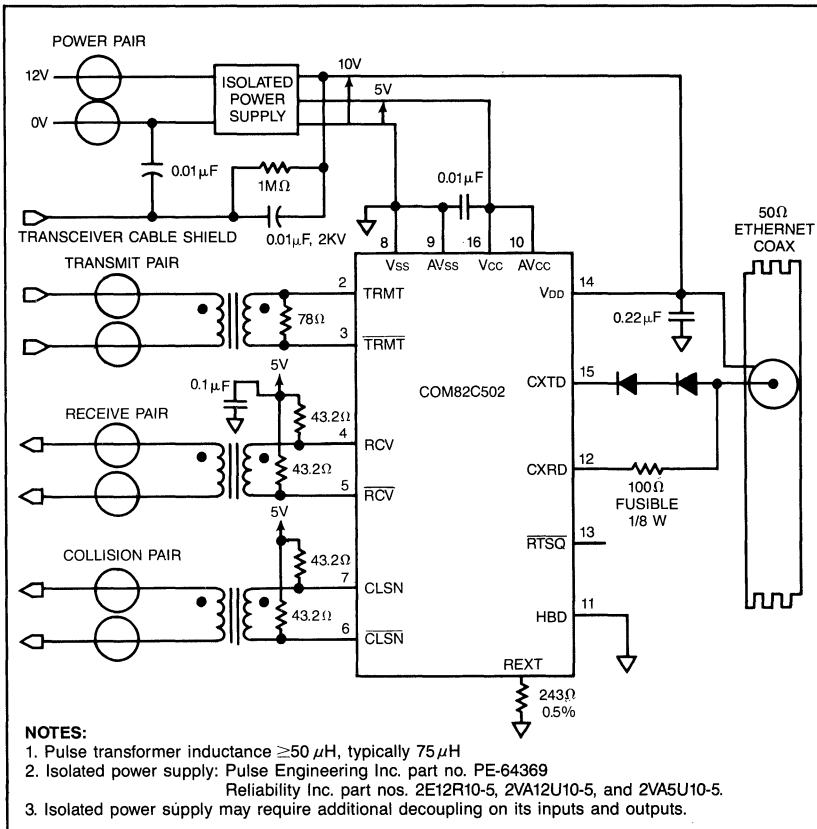 POWER PAIR
12V
0V
ISOLATED
POWER
SUPPLY
10V
5V
0.01μF
1MΩ
0.01μF, 2KV
TRANSCEIVER CABLE SHIELD
0.01μF
8
9
16
10
VSS
AVSS
VCC
AVCC
50Ω
ETHERNET
COAX
TRANSMIT PAIR
2
TRMT
78Ω
3
TRMT
VDD
14
0.22μF
COM82C502
CXTD
15
5V
0.1μF
43.2Ω
RECEIVE PAIR
4
RCV
43.2Ω
5
RCV
CXRD
12
100Ω
FUSIBLE
1/8 W
5V
RTSQ
13
COLLISION PAIR
43.2Ω
7
CLSN
43.2Ω
6
CLSN
HBD
11
REXT
243Ω
0.5%
NOTES:
1. Pulse transformer inductance ≥50 μH, typically 75 μH
2. Isolated power supply: Pulse Engineering Inc. part no. PE-64369
Reliability Inc. part nos. 2E12R10-5, 2VA12U10-5, and 2VA5U10-5.
3. Isolated power supply may require additional decoupling on its inputs and outputs.